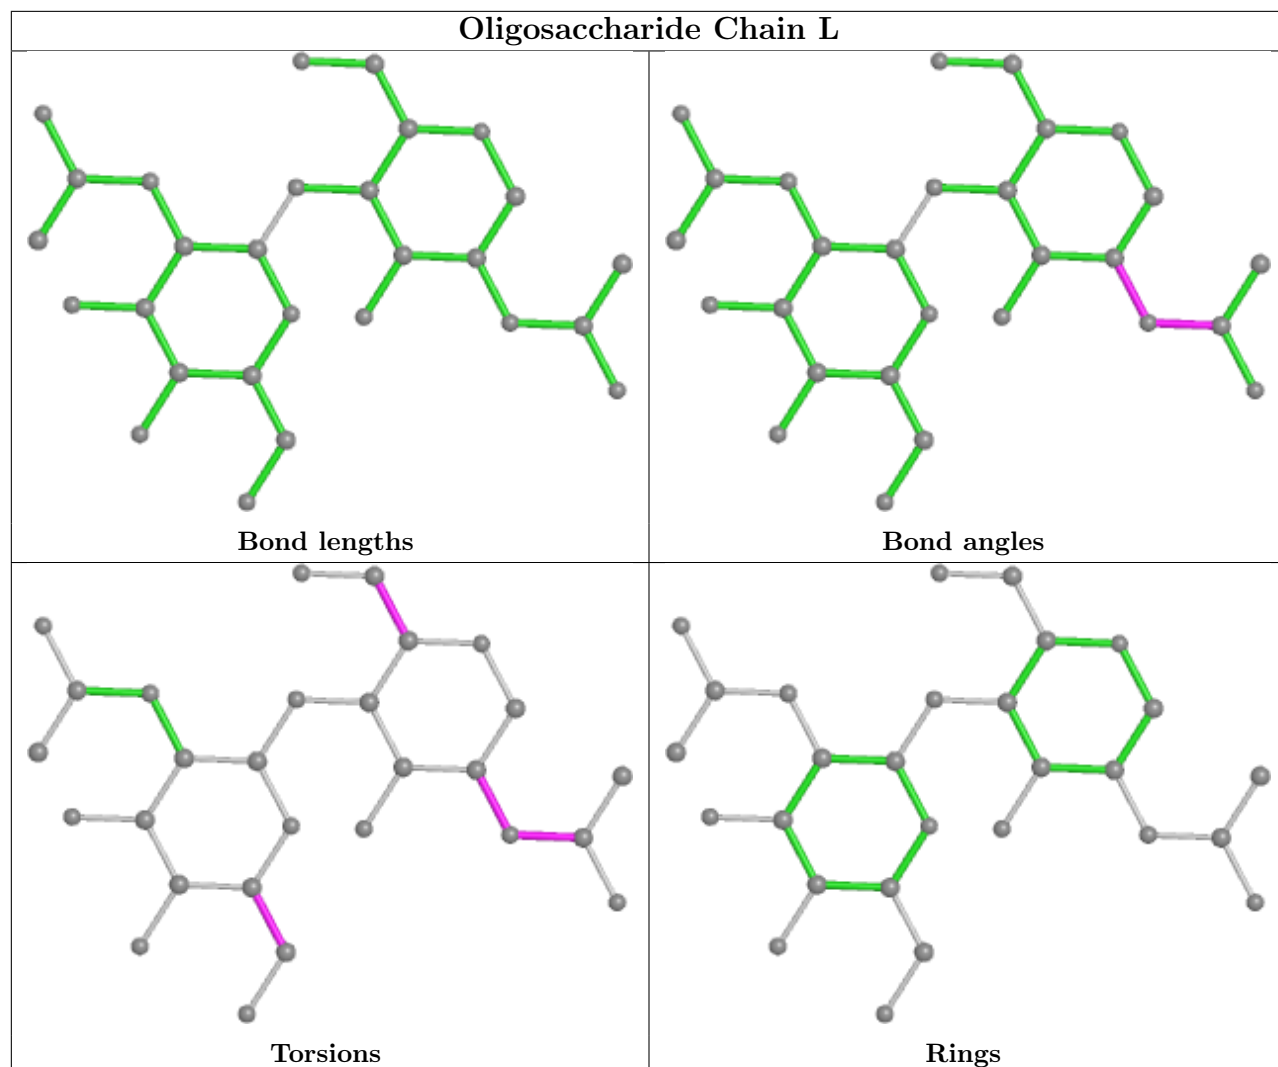 Oligosaccharide Chain L
Bond lengths
Bond angles
Torsions
Rings